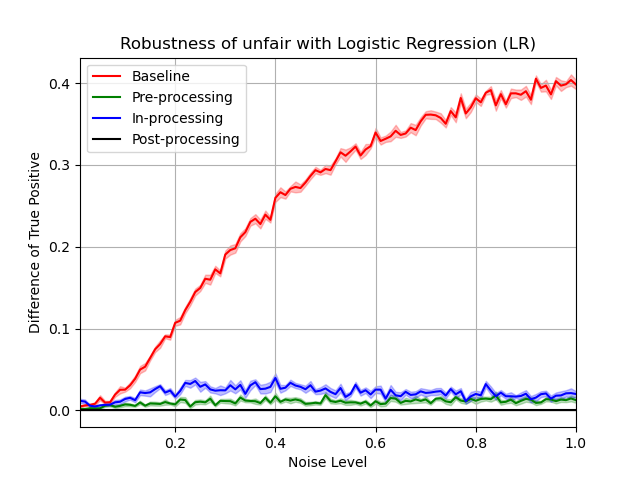 Robustness of unfair with Logistic Regression (LR)
Baseline
Pre-processing
In-processing
Post-processing
Difference of True Positive
0.4
0.3
0.2
0.1
0.0
0.2 0.4 0.6 0.8 1.0
Noise Level